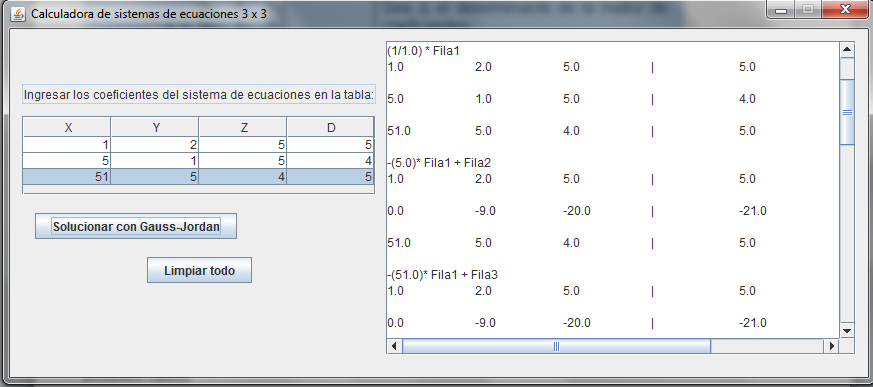 Calculadora de sistemas de ecuaciones 3 x 3
Ingresar los coeficientes del sistema de ecuaciones en la tabla:
X Y Z D
1 2 5 5
5 1 5 4
51 5 4 5
Solucionar con Gauss-Jordan
Limpiar todo
(1/1.0) * Fila1
1.0 2.0 5.0 | 5.0
5.0 1.0 5.0 | 4.0
51.0 5.0 4.0 | 5.0
-(5.0)* Fila1 + Fila2
1.0 2.0 5.0 | 5.0
0.0 -9.0 -20.0 | -21.0
51.0 5.0 4.0 | 5.0
-(51.0)* Fila1 + Fila3
1.0 2.0 5.0 | 5.0
0.0 -9.0 -20.0 | -21.0